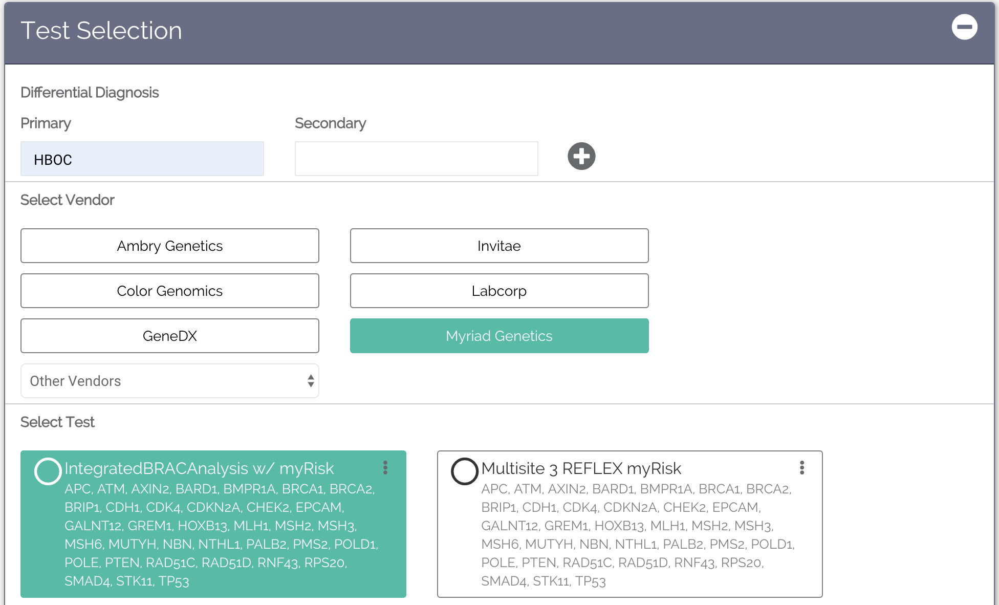 Test Selection
Differential Diagnosis
Primary
Secondary
HBOC
Select Vendor
Ambry Genetics
Invitae
Color Genomics
Labcorp
GeneDX
Myriad Genetics
Other Vendors
Select Test
IntegratedBRACAnalysis w/ myRisk
APC, ATM, AXIN2, BARD1, BMPR1A, BRCA1, BRCA2,
BRIP1, CDH1, CDK4, CDKN2A, CHEK2, EPCAM,
GALNT12, GREM1, HOXB13, MLH1, MSH2, MSH3,
MSH6, MUTYH, NBN, NTHL1, PALB2, PMS2, POLD1,
POLE, PTEN, RAD51C, RAD51D, RNF43, RPS20,
SMAD4, STK11, TP53
Multisite 3 REFLEX myRisk
APC, ATM, AXIN2, BARD1, BMPR1A, BRCA1, BRCA2,
BRIP1, CDH1, CDK4, CDKN2A, CHEK2, EPCAM,
GALNT12, GREM1, HOXB13, MLH1, MSH2, MSH3,
MSH6, MUTYH, NBN, NTHL1, PALB2, PMS2, POLD1,
POLE, PTEN, RAD51C, RAD51D, RNF43, RPS20,
SMAD4, STK11, TP53